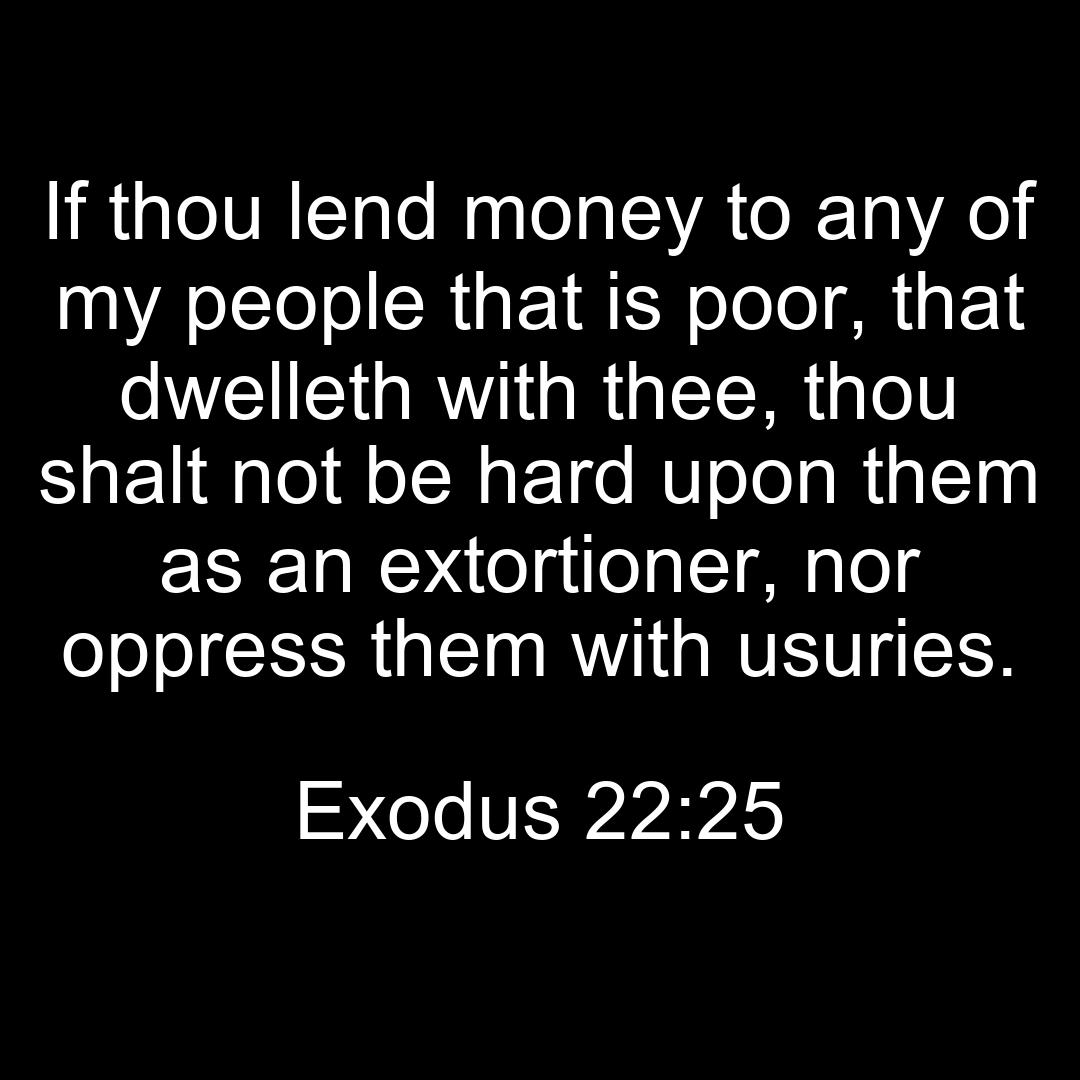 If thou lend money to any of
my people that is poor, that
dwelleth with thee, thou
shalt not be hard upon them
as an extortioner, nor
oppress them with usuries.
Exodus 22:25